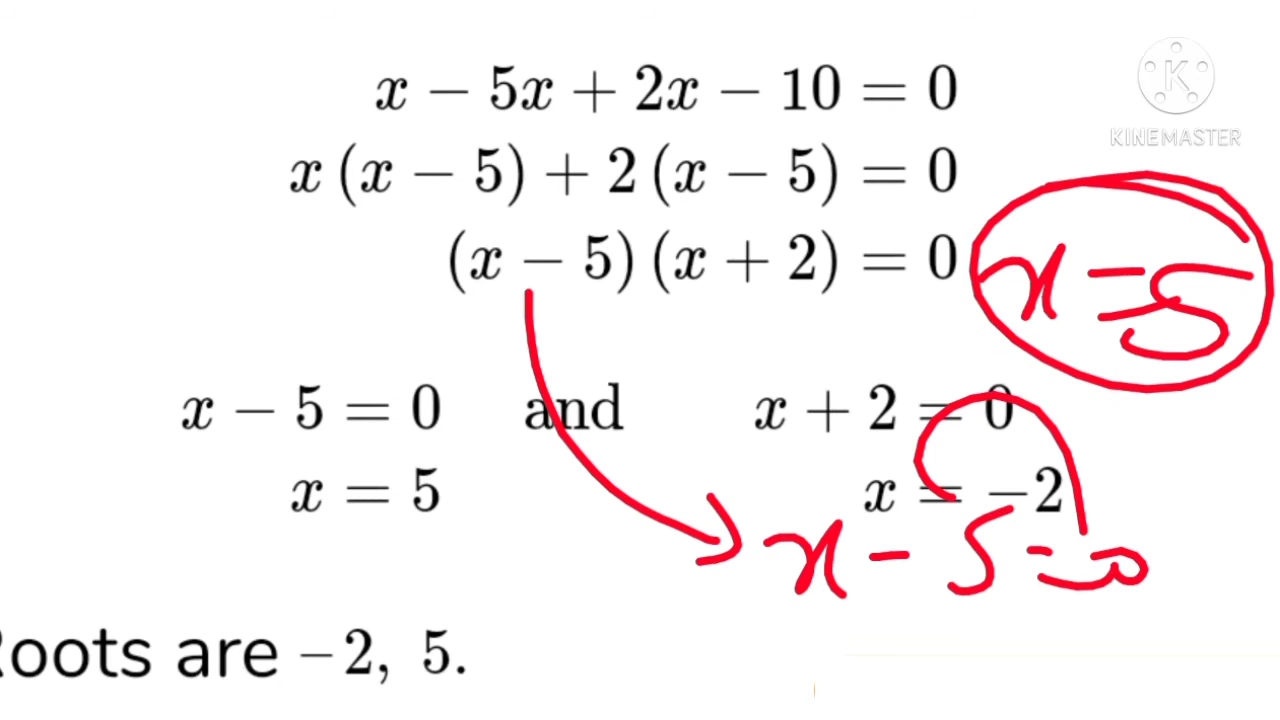 x − 5x + 2x − 10 = 0
K
KINEMASTER
x (x − 5) + 2 (x − 5) = 0
(x − 5) (x + 2) = 0
x = 5
x − 5 = 0 and x + 2 = 0
x = 5 x = −2
x − 5 = 0
Roots are −2, 5.